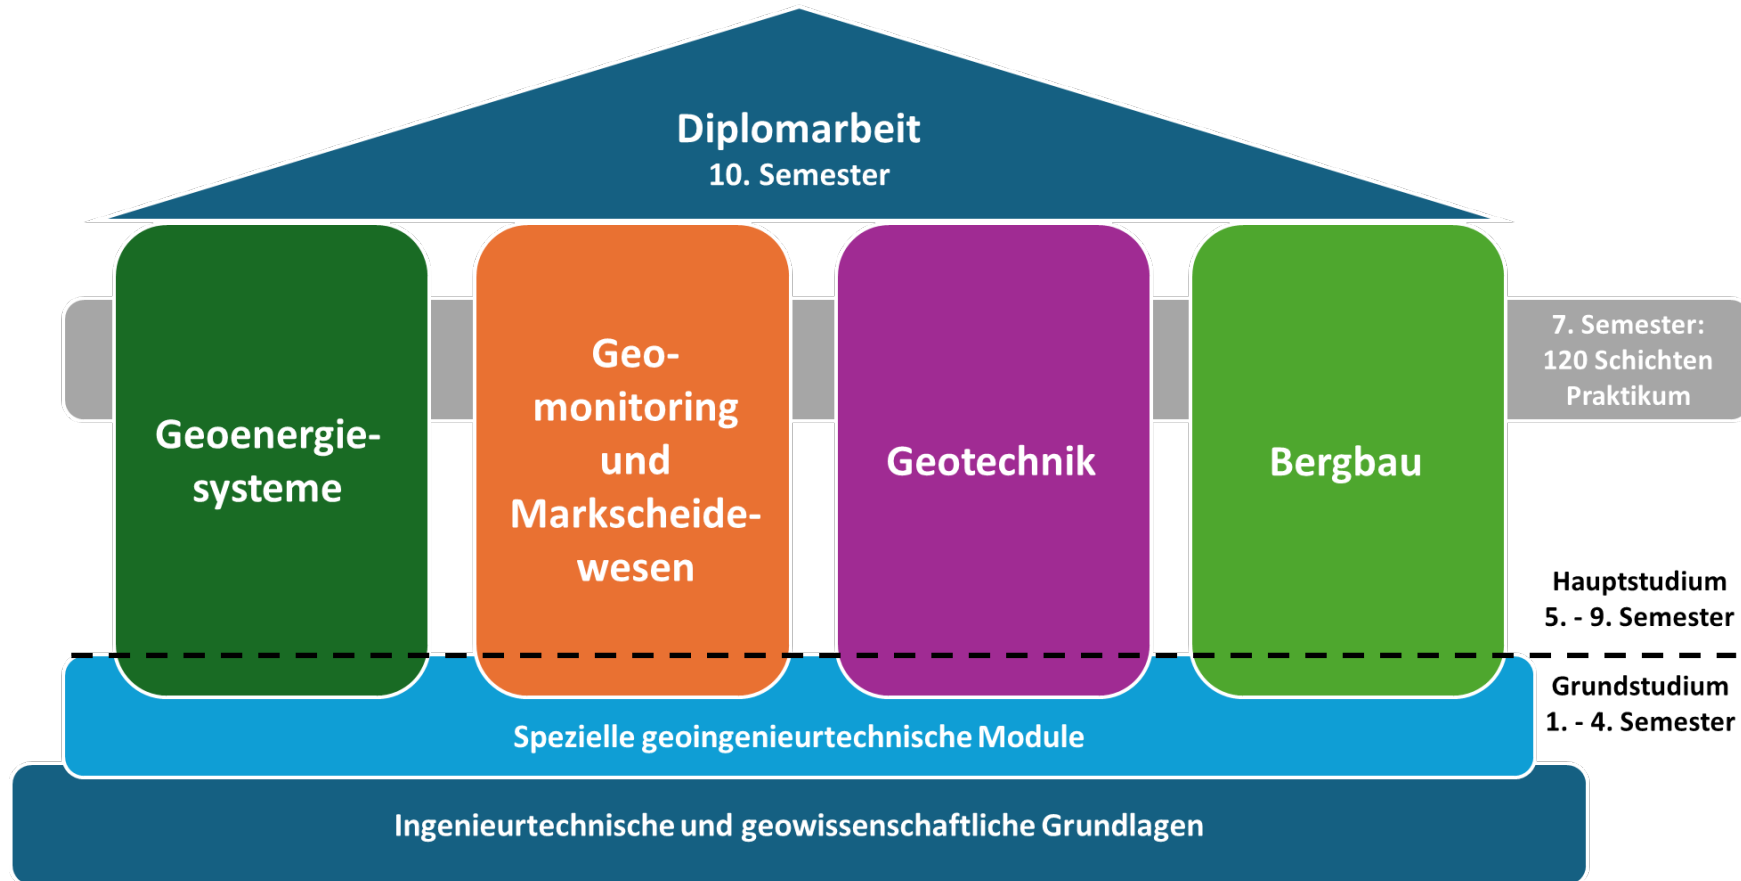 Diplomarbeit
10. Semester
7. Semester:
120 Schichten
Praktikum
Geoenergie-
systeme
Geo-
monitoring
und
Markscheide-
wesen
Geotechnik
Bergbau
Hauptstudium
5. - 9. Semester
Grundstudium
1. - 4. Semester
Spezielle geoingenieurtechnische Module
Ingenieurtechnische und geowissenschaftliche Grundlagen